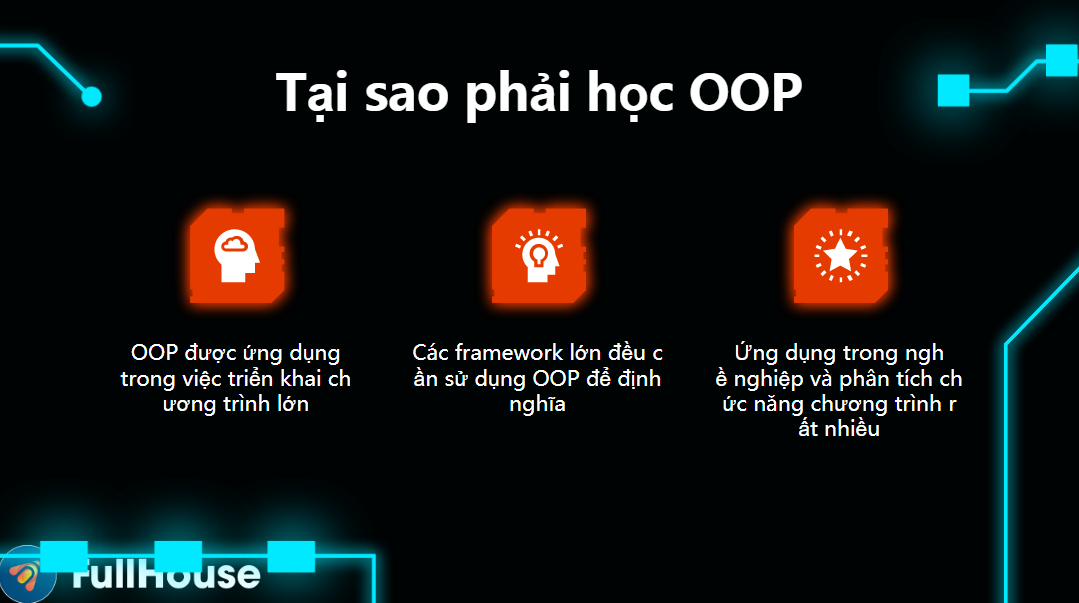 Tại sao phải học OOP
OOP được ứng dụng
trong việc triển khai ch
ương trình lớn
Các framework lớn đều c
ần sử dụng OOP để định
nghĩa
Ứng dụng trong ngh
ề nghiệp và phân tích ch
ức năng chương trình r
ất nhiều
FullHouse